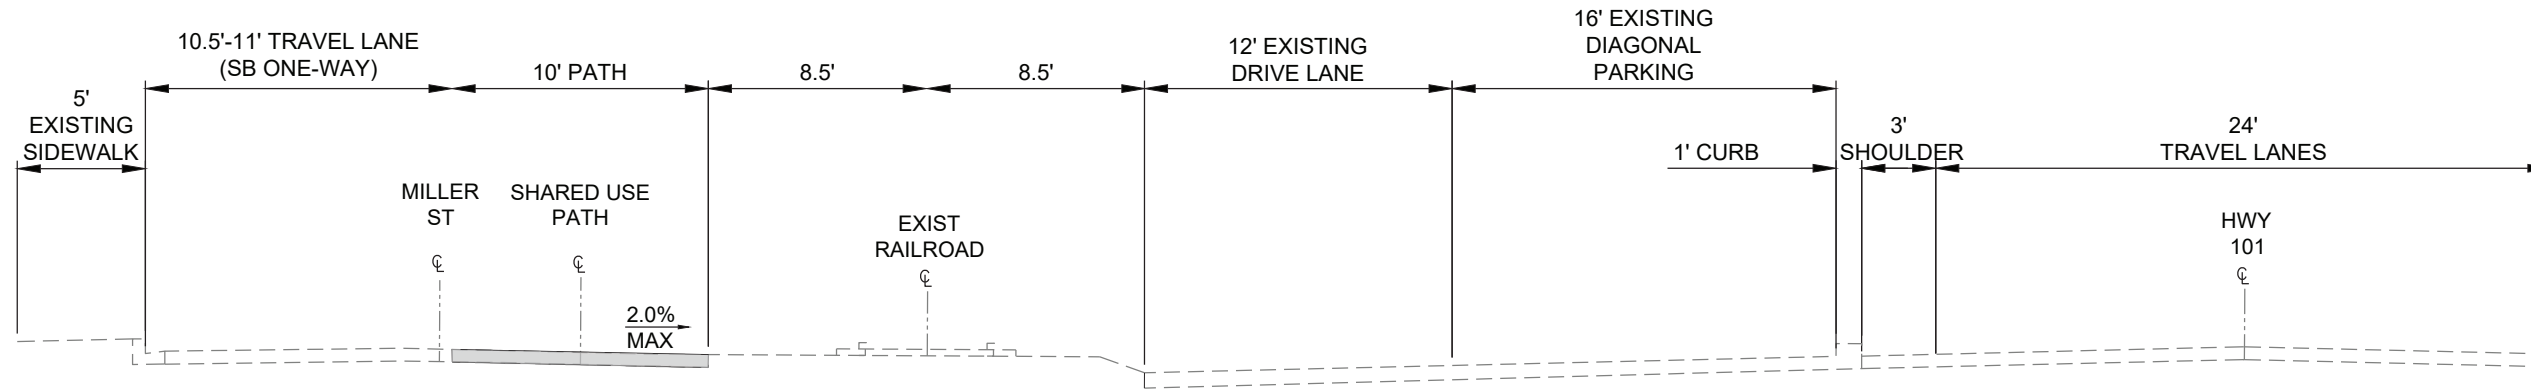 5'
EXISTING
SIDEWALK
10.5'-11' TRAVEL LANE
(SB ONE-WAY)
10' PATH
8.5'
8.5'
12' EXISTING
DRIVE LANE
16' EXISTING
DIAGONAL
PARKING
1' CURB
3'
SHOULDER
24'
TRAVEL LANES
MILLER
ST
℄
SHARED USE
PATH
℄
2.0%
MAX
EXIST
RAILROAD
℄
HWY
101
℄